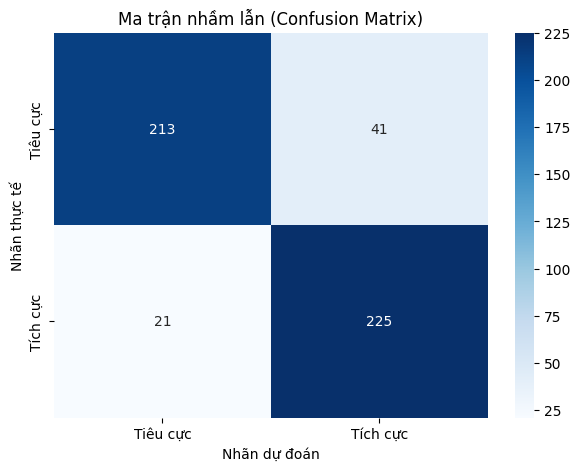 Ma trận nhầm lẫn (Confusion Matrix)
Nhãn thực tế
Tiêu cực
213
41
Tích cực
21
225
Tiêu cực
Tích cực
Nhãn dự đoán
225
200
175
150
125
100
75
50
25